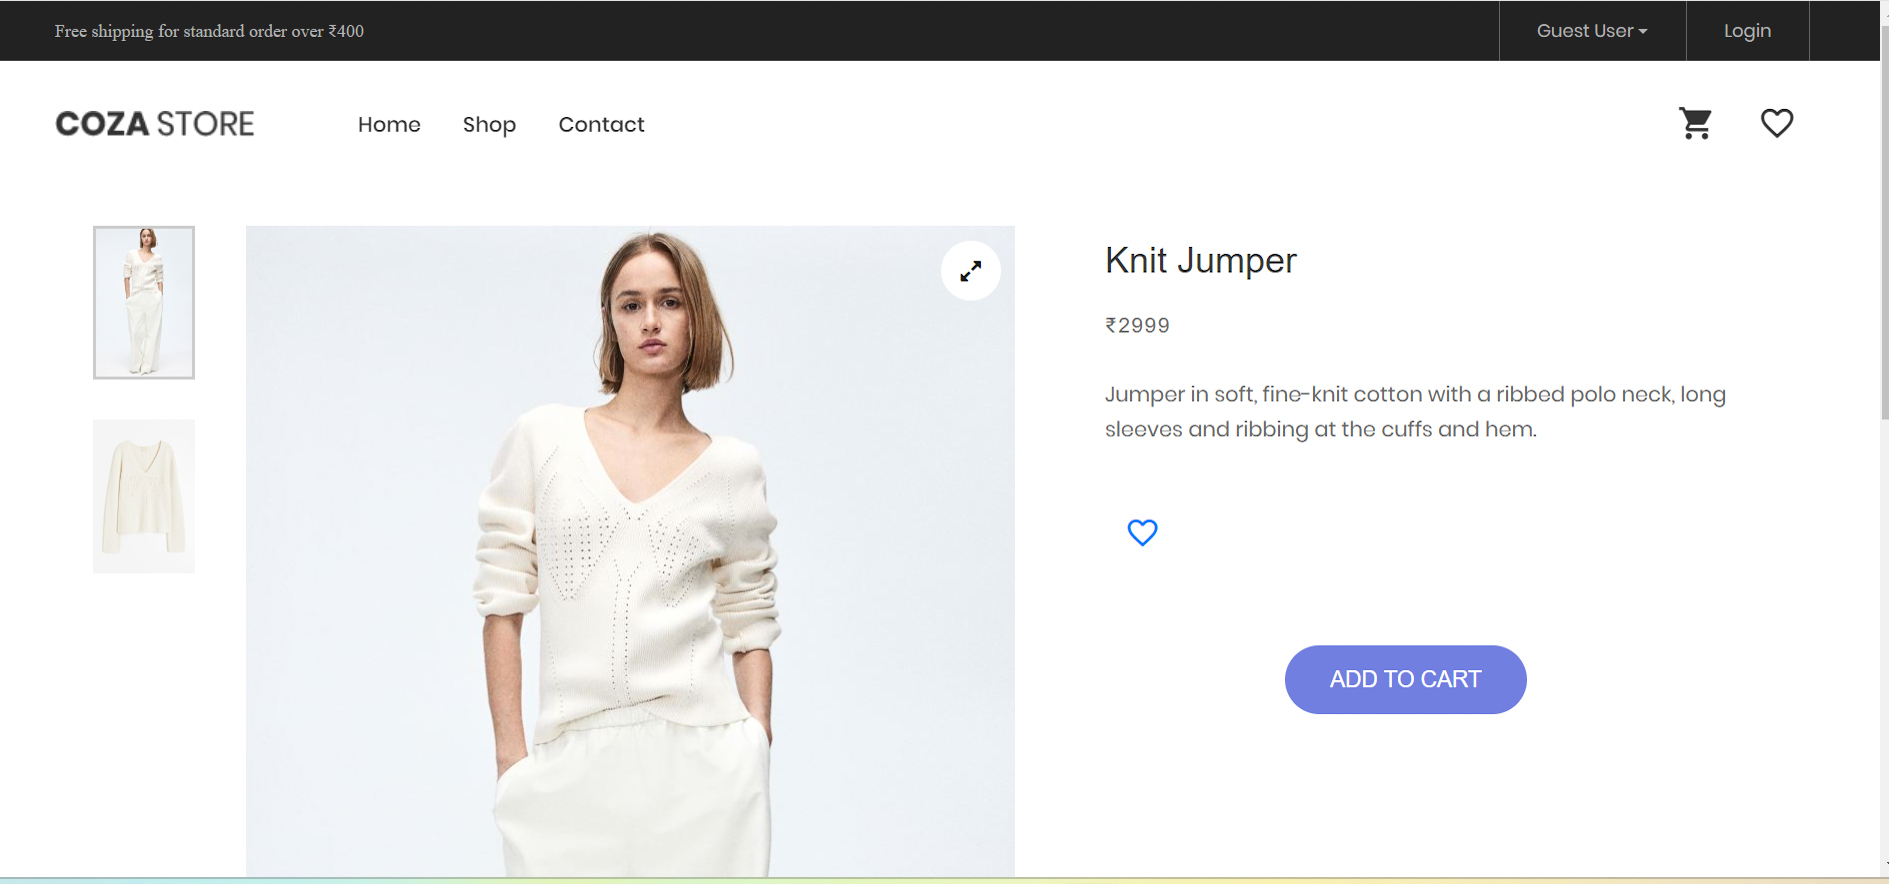 Free shipping for standard order over ₹400
Guest User
Login
COZA STORE
Home
Shop
Contact
Knit Jumper
₹2999
Jumper in soft, fine-knit cotton with a ribbed polo neck, long
sleeves and ribbing at the cuffs and hem.
ADD TO CART